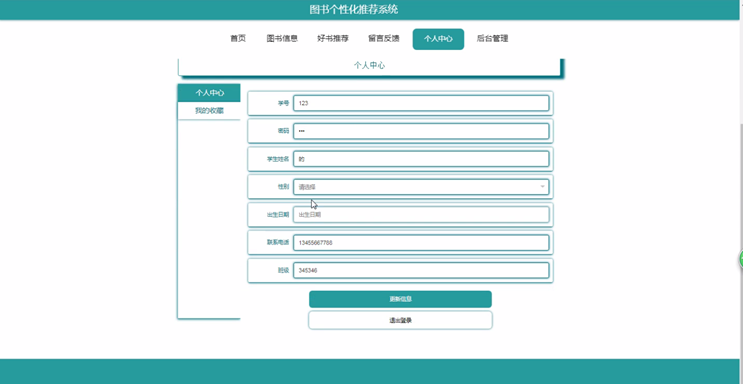 图书个性化推荐系统
首页 图书信息 好书推荐 留言反馈 个人中心 后台管理
个人中心
个人中心
我的收藏
学号 123
密码 •••
学生姓名 的
性别 请选择
出生日期 出生日期
联系电话 13455667788
班级 345346
更新信息
退出登录